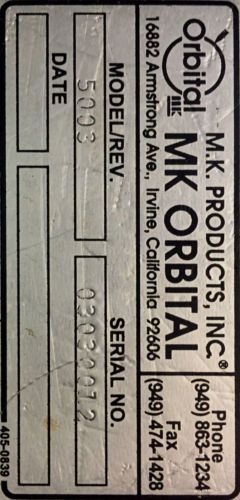 Orbital
MK
M.K. PRODUCTS, INC.®
MK ORBITAL
16882 Armstrong Ave., Irvine, California 92606
Phone
(949) 863-1234
Fax
(949) 474-1428
MODEL/REV.
5003
SERIAL NO.
03030012
DATE
405-0839